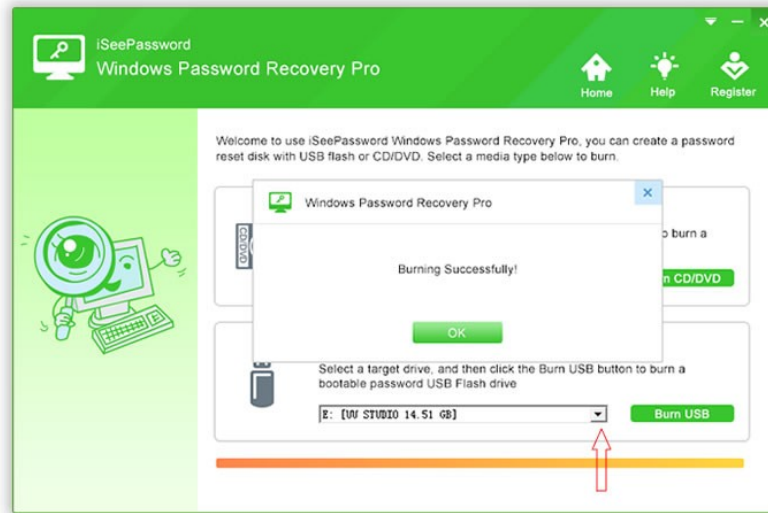 iSeePassword
Windows Password Recovery Pro
Home
Help
Register
Welcome to use iSeePassword Windows Password Recovery Pro, you can create a password
reset disk with USB flash or CD/DVD. Select a media type below to burn.
Windows Password Recovery Pro
CD/DVD
burn a
CD/DVD
Burning Successfully!
OK
Select a target drive, and then click the Burn USB button to burn a
bootable password USB Flash drive
E: [UU STUDIO 14.51 GB]
Burn USB